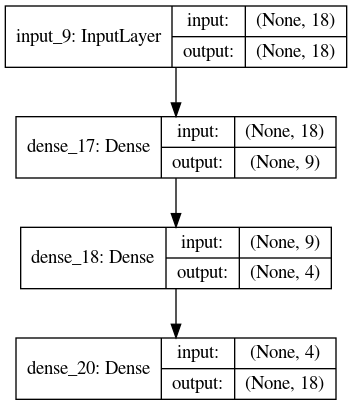 input_9: InputLayer
input: (None, 18)
output: (None, 18)
dense_17: Dense
input: (None, 18)
output: (None, 9)
dense_18: Dense
input: (None, 9)
output: (None, 4)
dense_20: Dense
input: (None, 4)
output: (None, 18)